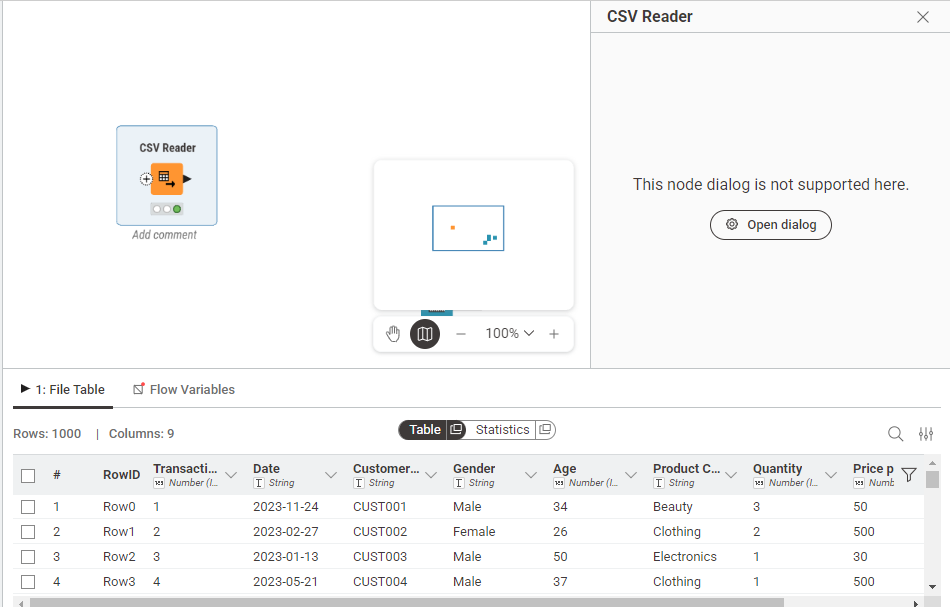 CSV Reader
CSV Reader
Add comment
This node dialog is not supported here.
Open dialog
100%
1: File Table Flow Variables
Rows: 1000 | Columns: 9
Table Statistics
# RowID Transacti... Date Customer... Gender Age Product C... Quantity Price p
Number (I... String String String Number (I... String Number (I... Numb
1 Row0 1 2023-11-24 CUST001 Male 34 Beauty 3 50
2 Row1 2 2023-02-27 CUST002 Female 26 Clothing 2 500
3 Row2 3 2023-01-13 CUST003 Male 50 Electronics 1 30
4 Row3 4 2023-05-21 CUST004 Male 37 Clothing 1 500